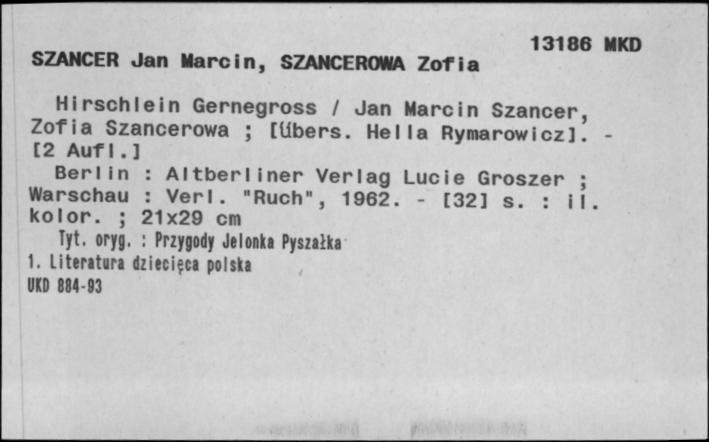 13186 MKD
SZANCER Jan Marcin, SZANCEROWA Zofia
Hirschlein Gernegross / Jan Marcin Szancer,
Zofia Szancerowa ; [Übers. Hella Rymarowicz]. -
[2 Aufl.]
Berlin : Altberliner Verlag Lucie Groszer ;
Warschau : Verl. "Ruch", 1962. - [32] s. : il.
kolor. ; 21x29 cm
Tyt. oryg. : Przygody Jelonka Pyszałka
1. Literatura dziecięca polska
UKD 884-93